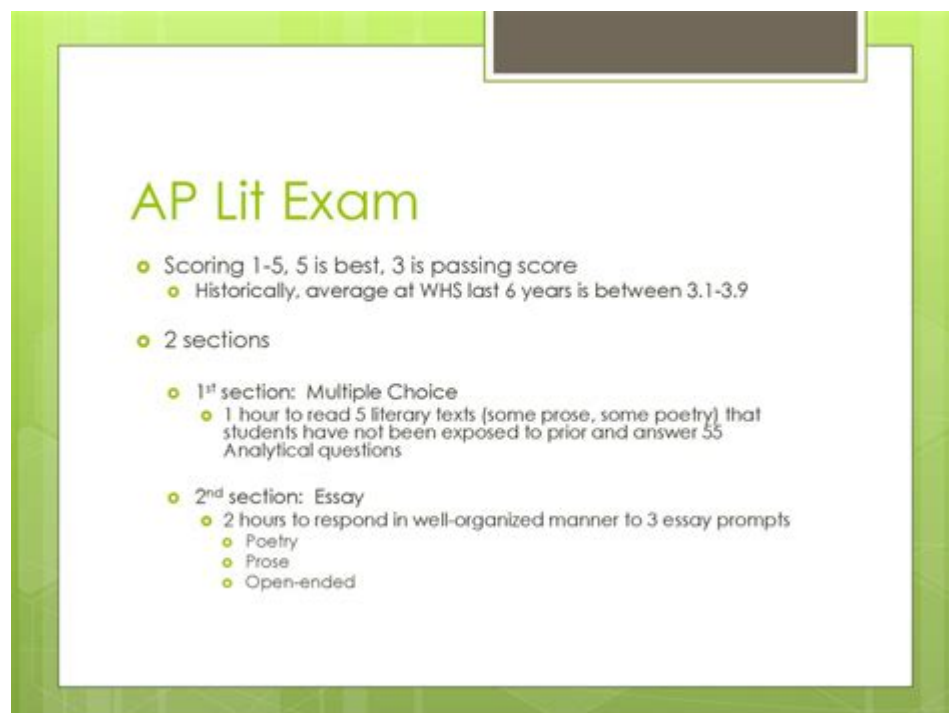 AP Lit Exam
Scoring 1-5, 5 is best, 3 is passing score
Historically, average at WHS last 6 years is between 3.1-3.9
2 sections
1st section: Multiple Choice
1 hour to read 5 literary texts (some prose, some poetry) that
students have not been exposed to prior and answer 55
Analytical questions
2nd section: Essay
2 hours to respond in well-organized manner to 3 essay prompts
Poetry
Prose
Open-ended